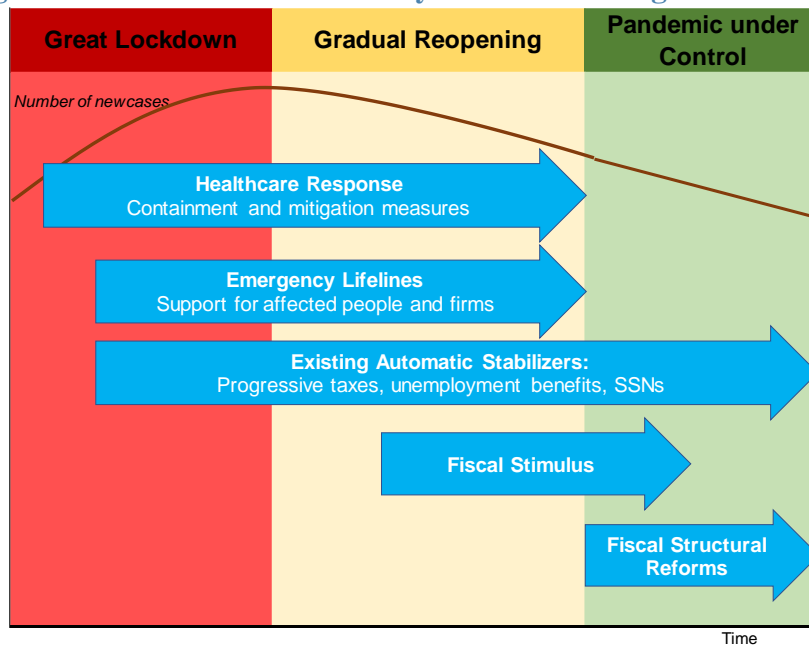 Great Lockdown
Gradual Reopening
Pandemic under
Control
Number of newcases
Healthcare Response
Containment and mitigation measures
Emergency Lifelines
Support for affected people and firms
Existing Automatic Stabilizers:
Progressive taxes, unemployment benefits, SSNs
Fiscal Stimulus
Fiscal Structural
Reforms
Time